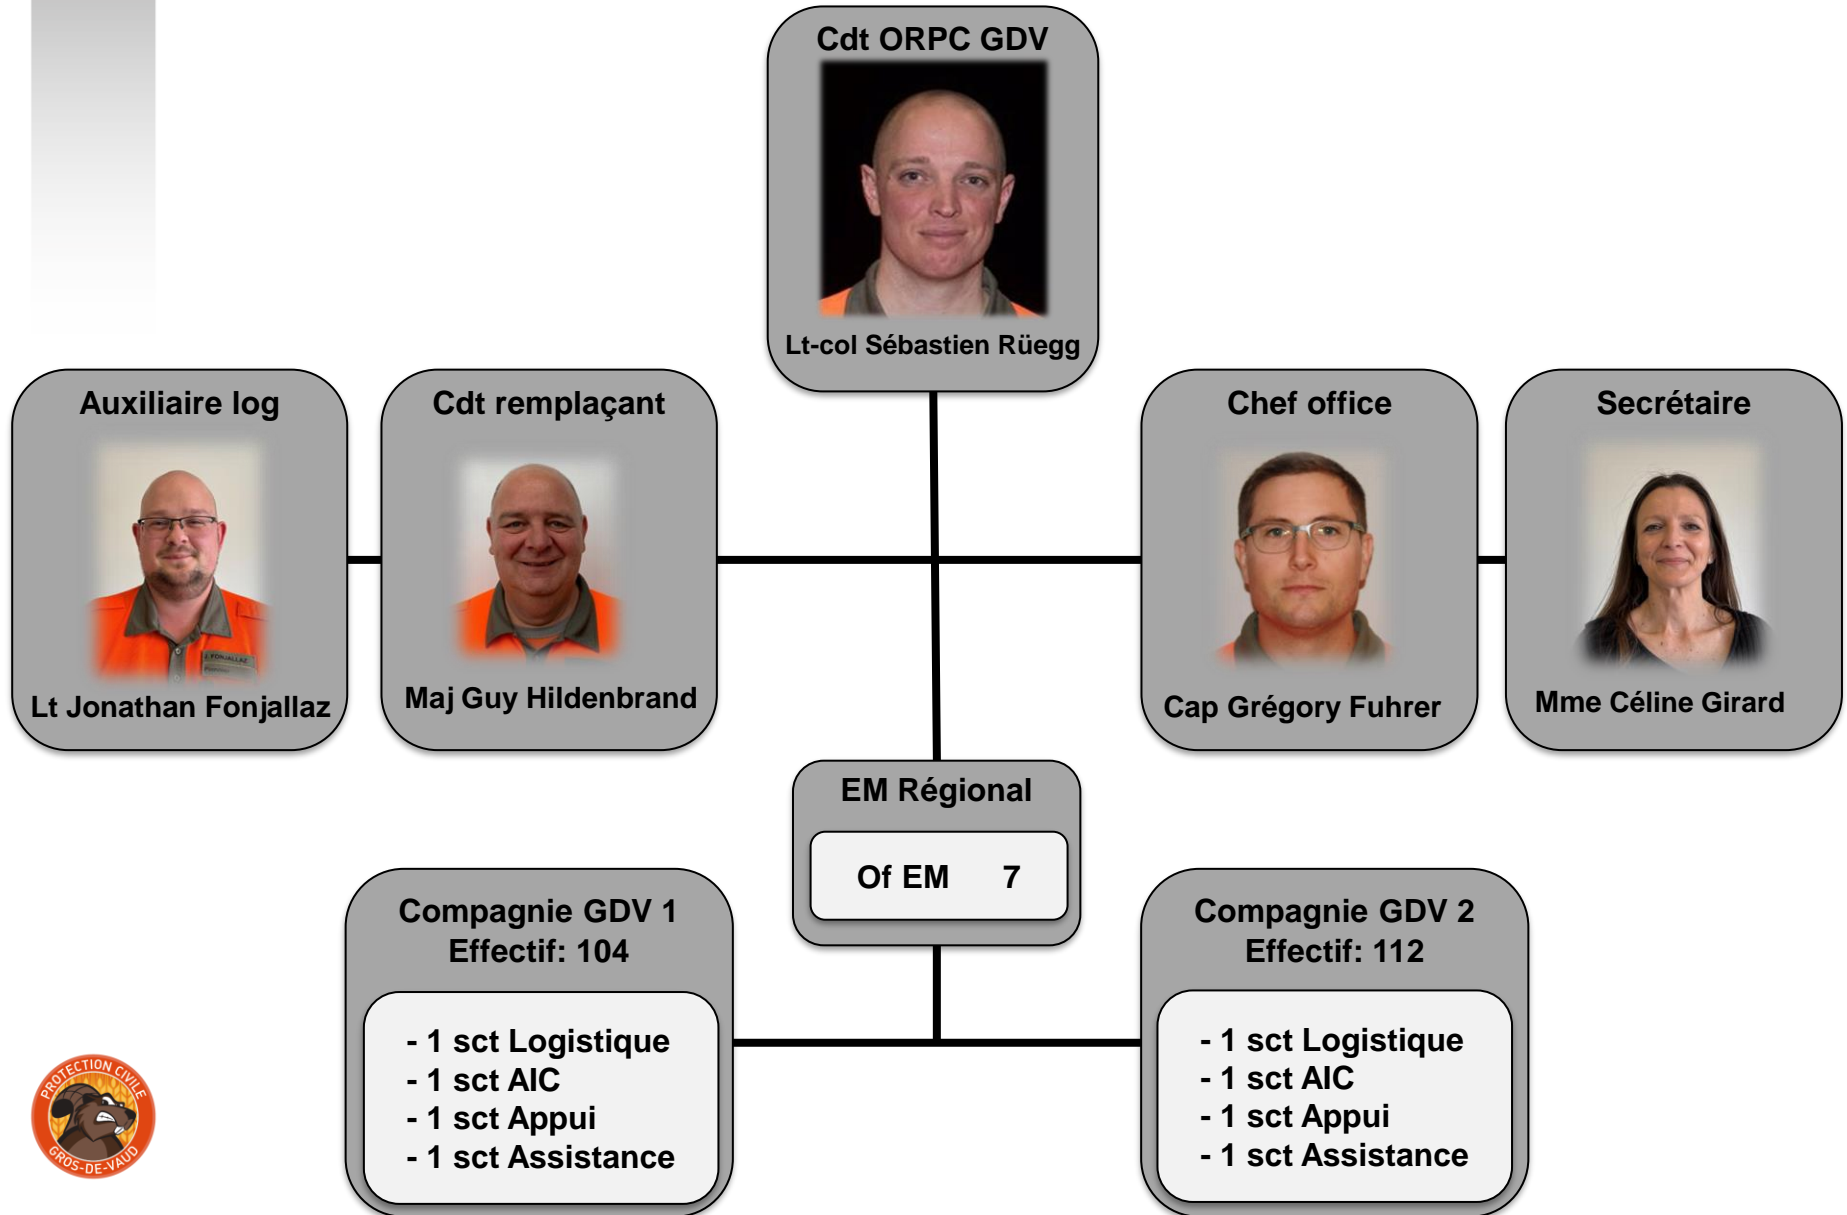 Cdt ORPC GDV
Lt-col Sébastien Rüegg
Auxiliaire log
J. FONJALLAZ
Lt Jonathan Fonjallaz
Cdt remplaçant
Maj Guy Hildenbrand
Chef office
Cap Grégory Fuhrer
Secrétaire
Mme Céline Girard
EM Régional
Of EM 7
Compagnie GDV 1
Effectif: 104
- 1 sct Logistique
- 1 sct AIC
- 1 sct Appui
- 1 sct Assistance
Compagnie GDV 2
Effectif: 112
- 1 sct Logistique
- 1 sct AIC
- 1 sct Appui
- 1 sct Assistance
PROTECTION CIVILE
GROS-DE-VAUD